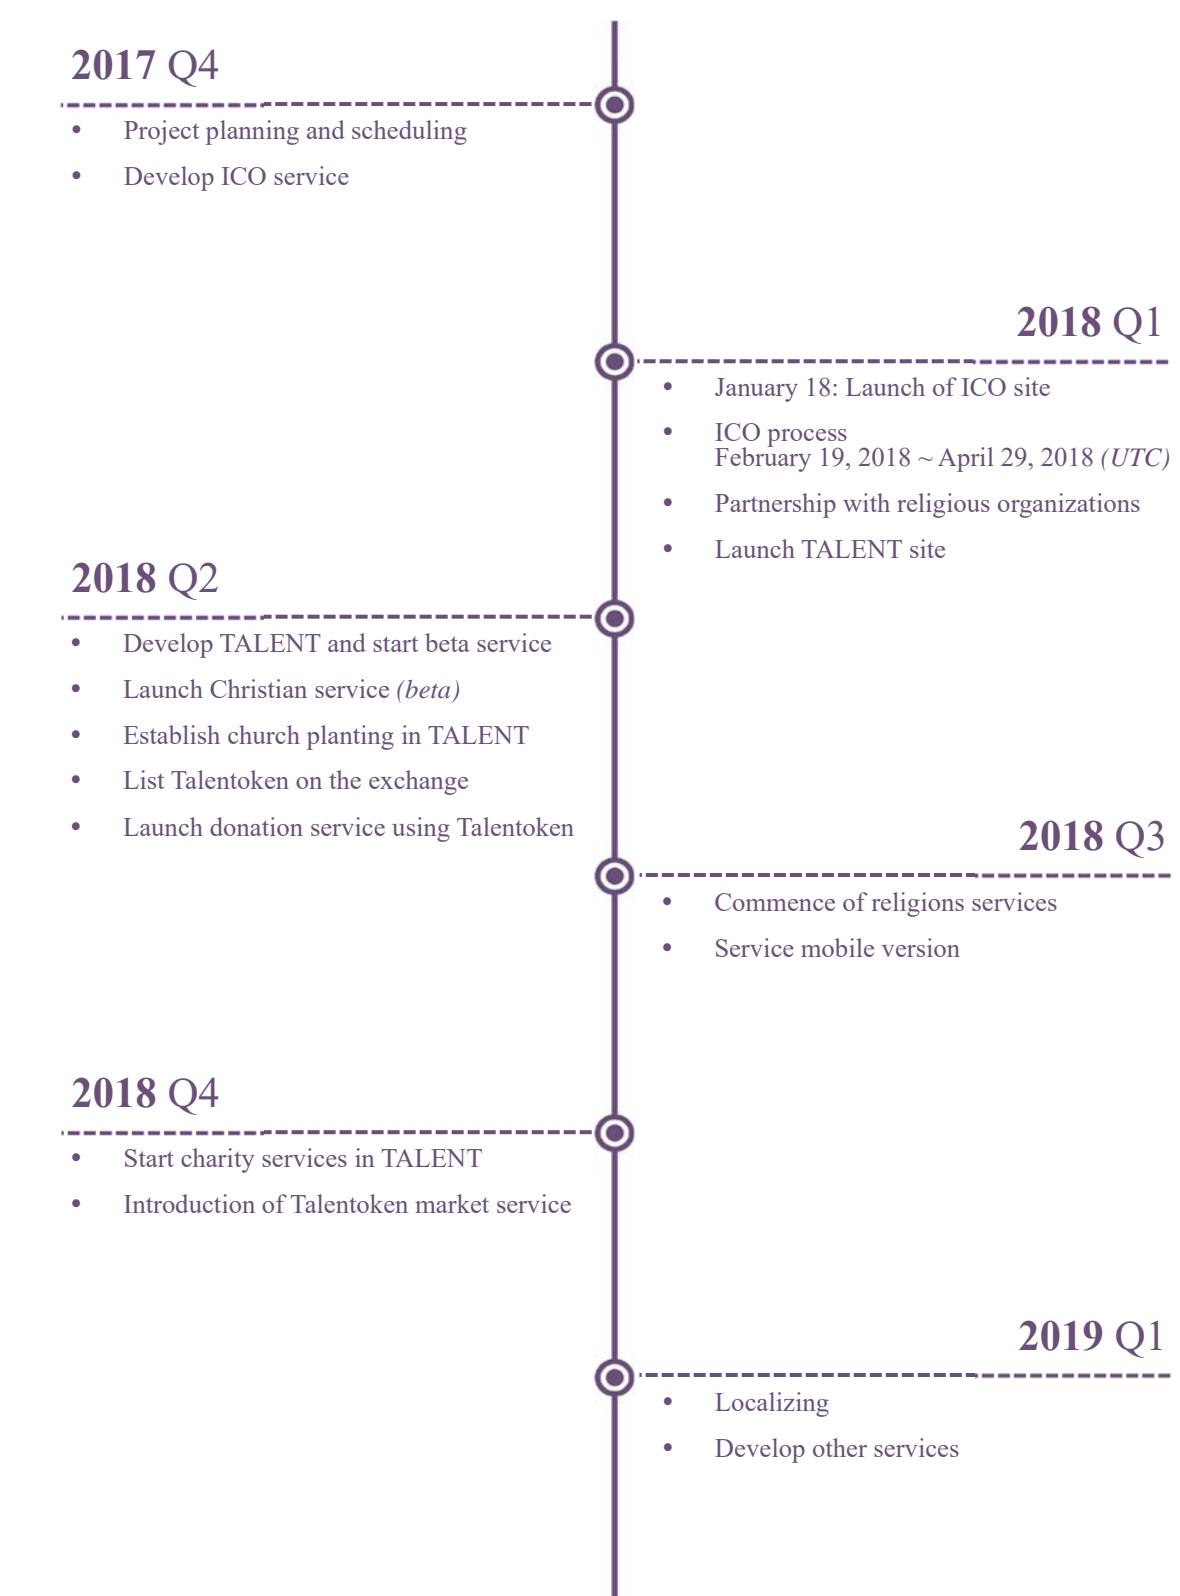 2017 Q4
• Project planning and scheduling
• Develop ICO service
2018 Q1
• January 18: Launch of ICO site
• ICO process
February 19, 2018 ~ April 29, 2018 (UTC)
• Partnership with religious organizations
• Launch TALENT site
2018 Q2
• Develop TALENT and start beta service
• Launch Christian service (beta)
• Establish church planting in TALENT
• List Talentoken on the exchange
• Launch donation service using Talentoken
2018 Q3
• Commence of religions services
• Service mobile version
2018 Q4
• Start charity services in TALENT
• Introduction of Talentoken market service
2019 Q1
• Localizing
• Develop other services